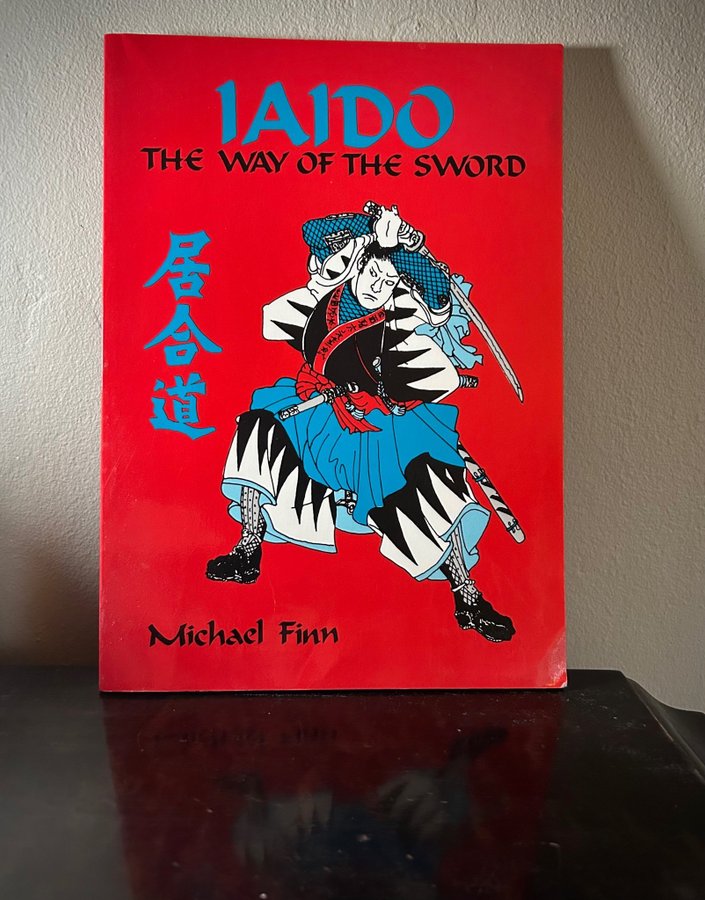 IAIDO
THE WAY OF THE SWORD
居合道
Michael Finn